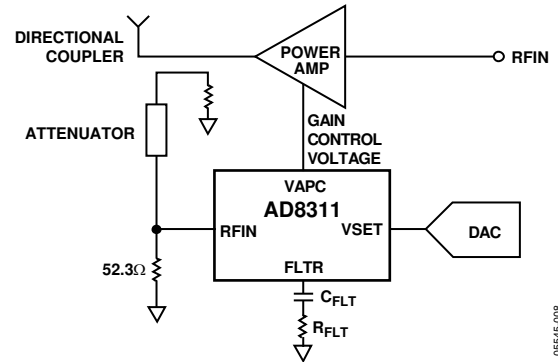 DIRECTIONAL
COUPLER
POWER
AMP
RFIN
ATTENUATOR
GAIN
CONTROL
VOLTAGE
VAPC
AD8311
RFIN
VSET
DAC
FLTR
52.3Ω
CFLT
RFLT
05545-008